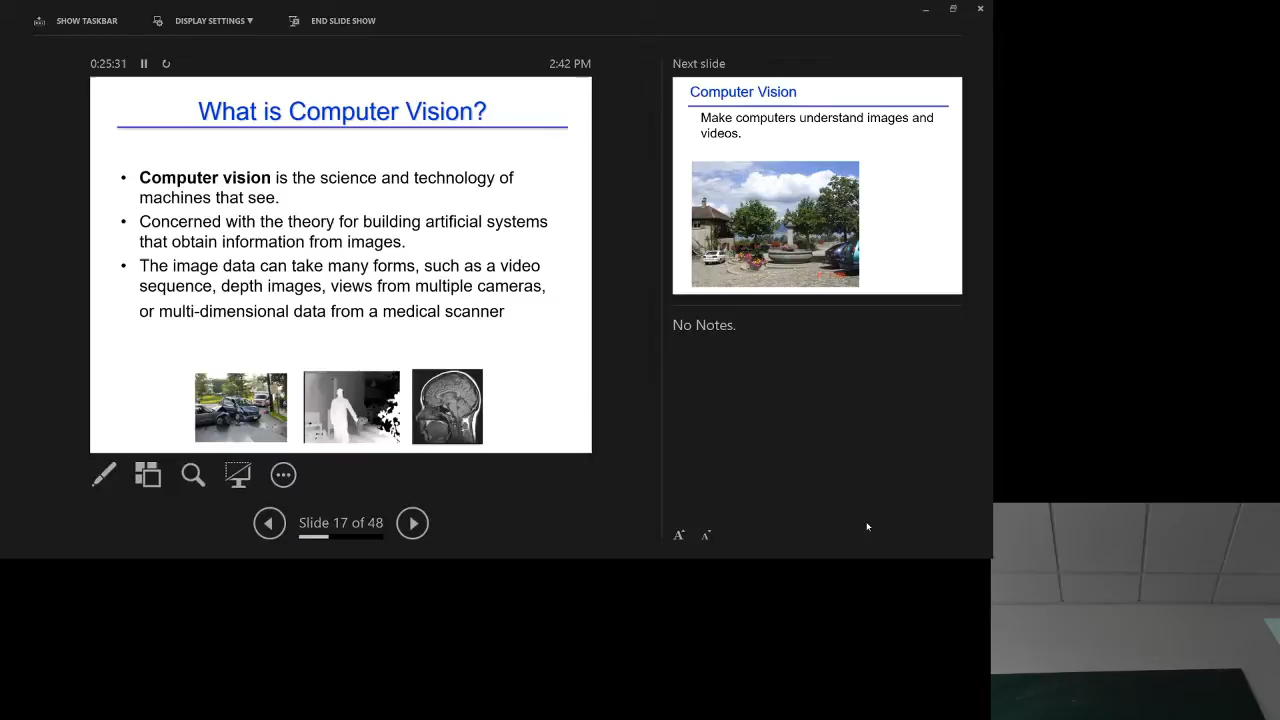 SHOW TASKBAR
DISPLAY SETTINGS ▼
END SLIDE SHOW
0:25:31
2:42 PM
What is Computer Vision?
• Computer vision is the science and technology of
machines that see.
• Concerned with the theory for building artificial systems
that obtain information from images.
• The image data can take many forms, such as a video
sequence, depth images, views from multiple cameras,
or multi-dimensional data from a medical scanner
Slide 17 of 48
Next slide
Computer Vision
Make computers understand images and
videos.
No Notes.
A A